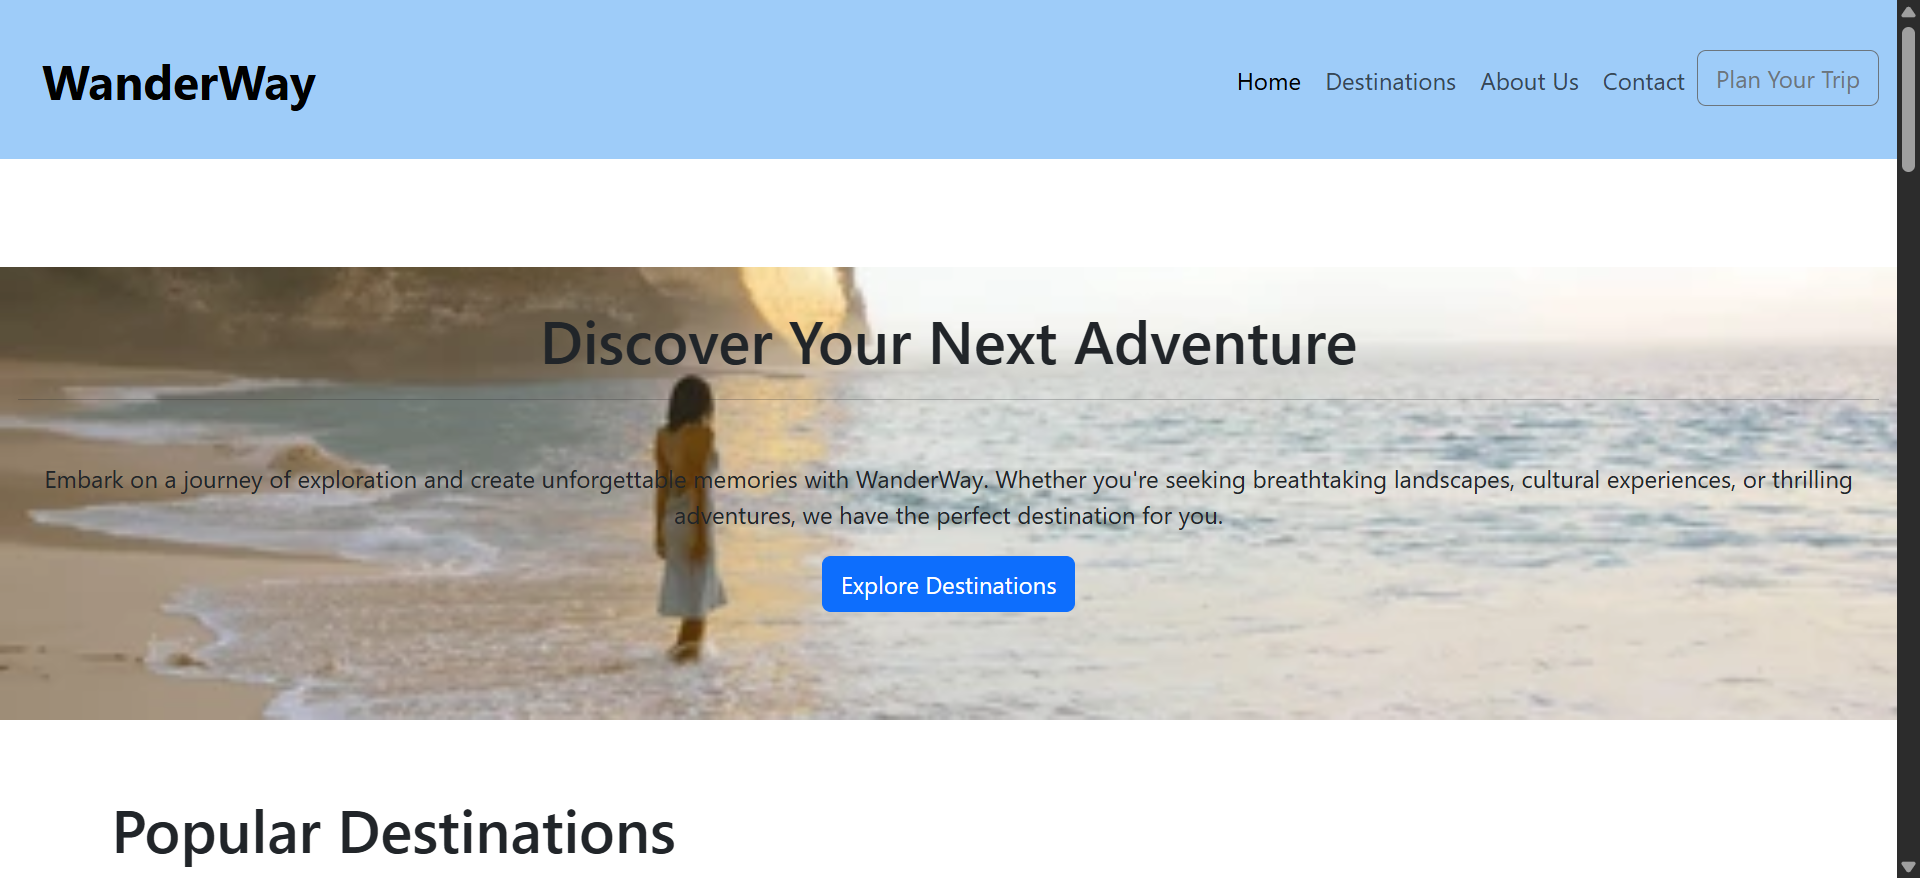 WanderWay
Home Destinations About Us Contact Plan Your Trip
Discover Your Next Adventure
Embark on a journey of exploration and create unforgettable memories with WanderWay. Whether you're seeking breathtaking landscapes, cultural experiences, or thrilling
adventures, we have the perfect destination for you.
Explore Destinations
Popular Destinations